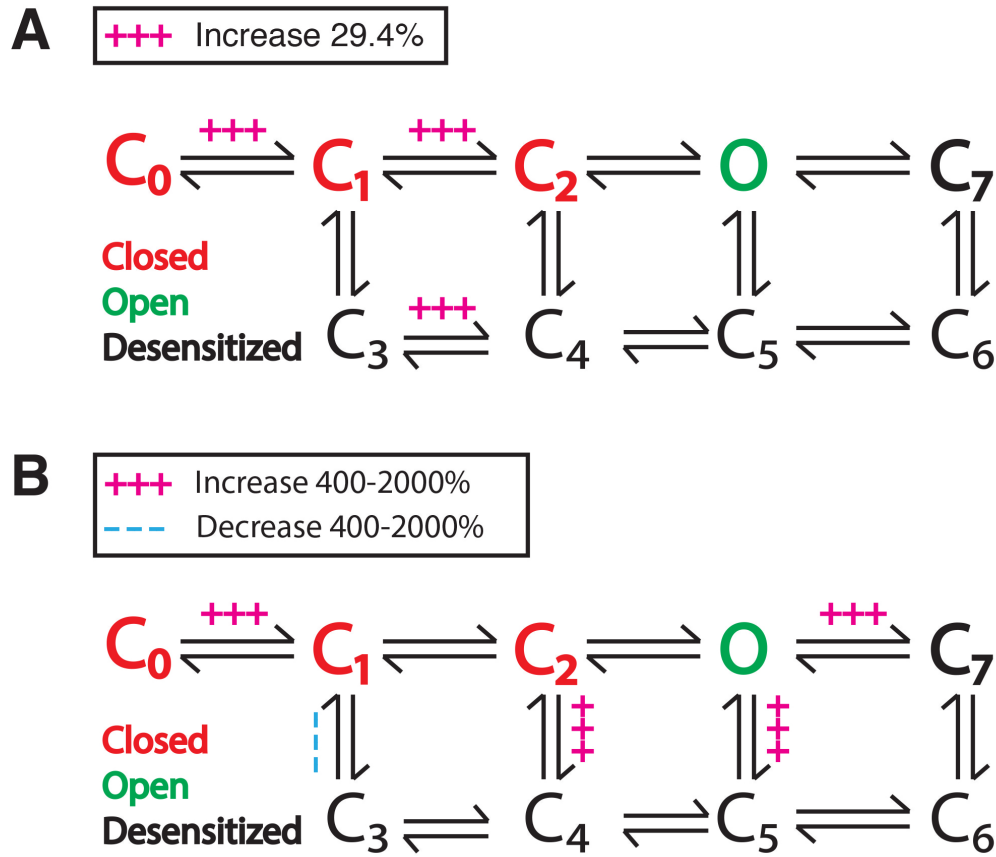 A
+++ Increase 29.4%
+++ +++
C0 C1 C2 O C7
Closed
Open
Desensitized
+++
C3 C4 C5 C6
B
+++ Increase 400-2000%
--- Decrease 400-2000%
+++ +++
C0 C1 C2 O C7
--- +++ +++
Closed
Open
Desensitized
C3 C4 C5 C6